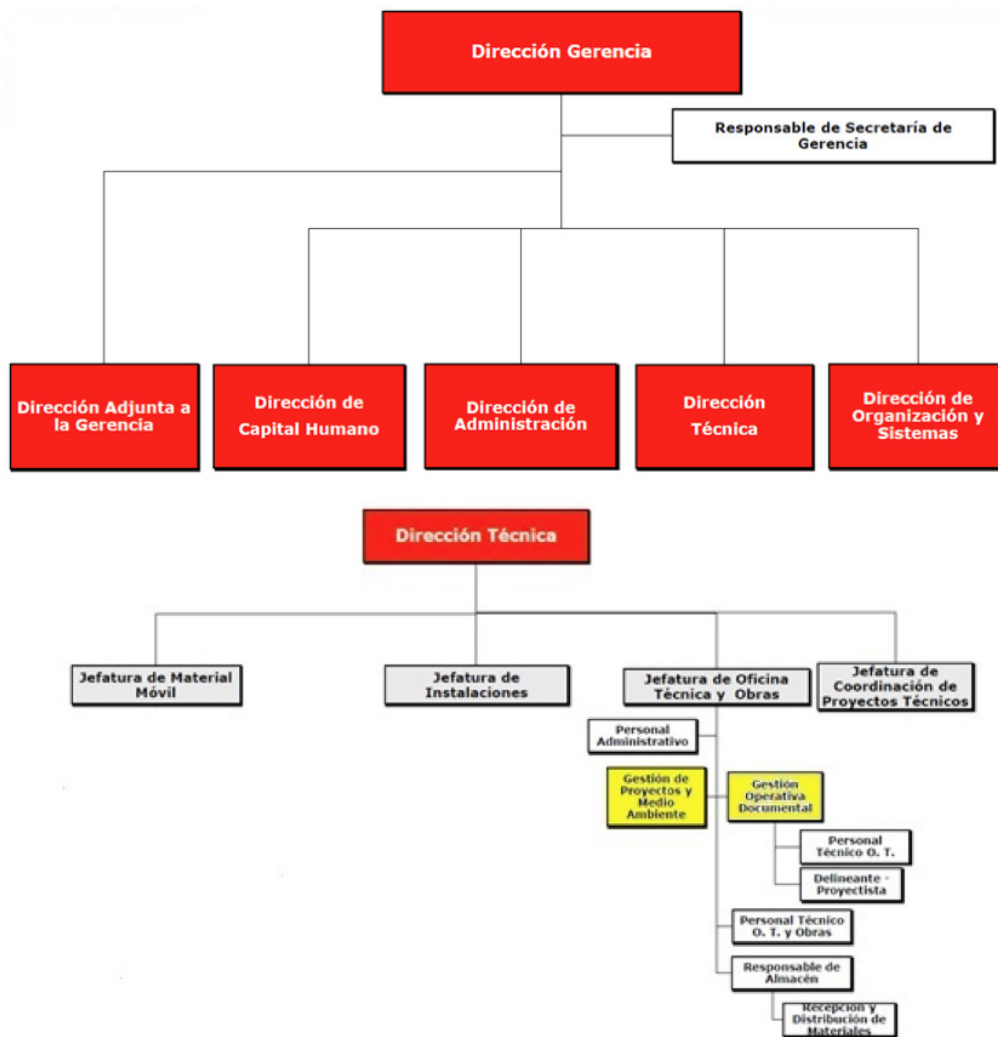 Dirección Gerencia
Responsable de Secretaría de
Gerencia
Dirección Adjunta a
la Gerencia
Dirección de
Capital Humano
Dirección de
Administración
Dirección
Técnica
Dirección de
Organización y
Sistemas
Dirección Técnica
Jefatura de Material
Móvil
Jefatura de
Instalaciones
Jefatura de Oficina
Técnica y Obras
Jefatura de
Coordinación de
Proyectos Técnicos
Personal
Administrativo
Gestión de
Proyectos y
Medio
Ambiente
Gestión
Operativa
Documental
Personal
Técnico O. T.
Delineante -
Proyectista
Personal Técnico
O. T. y Obras
Responsable de
Almacén
Recepción y
Distribución de
Materiales